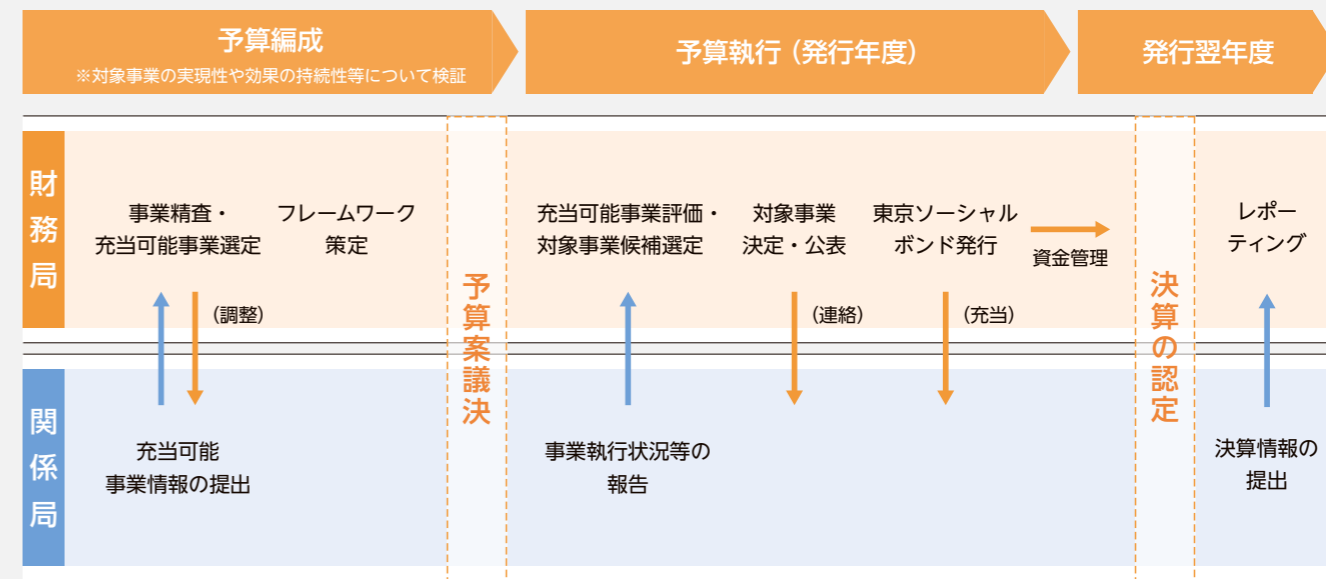 予算編成
※対象事業の実現性や効果の持続性等について検証
予算執行（発行年度）
発行翌年度
財務局
事業精査・
充当可能事業選定
フレームワーク
策定
（調整）
予算案議決
充当可能事業評価・
対象事業候補選定
対象事業
決定・公表
東京ソーシャル
ボンド発行
資金管理
（連絡）
（充当）
決算の認定
レポー
ティング
関係局
充当可能
事業情報の提出
事業執行状況等の
報告
決算情報の
提出